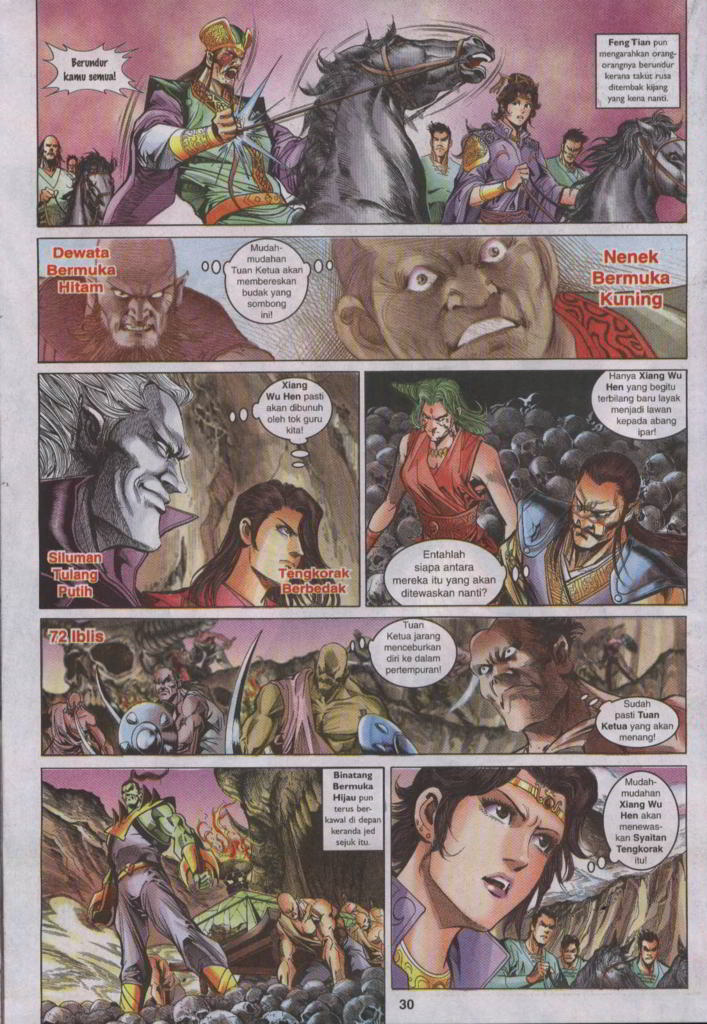 Berundur
kamu semua!
Feng Tian pun
mengarahkan orang-
orangnya berundur
kerana takut rusa
ditembak kijang
yang kena nanti.
Dewata
Bermuka
Hitam
Mudah-
mudahan
Tuan Ketua akan
membereskan
budak yang
sombong
ini!
Nenek
Bermuka
Kuning
Xiang
Wu Hen pasti
akan dibunuh
oleh tok guru
kita!
Siluman
Tulang
Putih
Tengkorak
Berbedak
Hanya Xiang Wu
Hen yang begitu
terbilang baru layak
menjadi lawan
kepada abang
ipar!
Entahlah
siapa antara
mereka itu yang akan
ditewaskan nanti?
72 Iblis
Tuan
Ketua jarang
menceburkan
diri ke dalam
pertempuran!
Sudah
pasti Tuan
Ketua yang akan
menang!
Binatang
Bermuka
Hijau pun
terus ber-
kawal di depan
keranda jed
sejuk itu.
Mudah-
mudahan
Xiang Wu
Hen akan
menewas-
kan Syaitan
Tengkorak
itu!
30